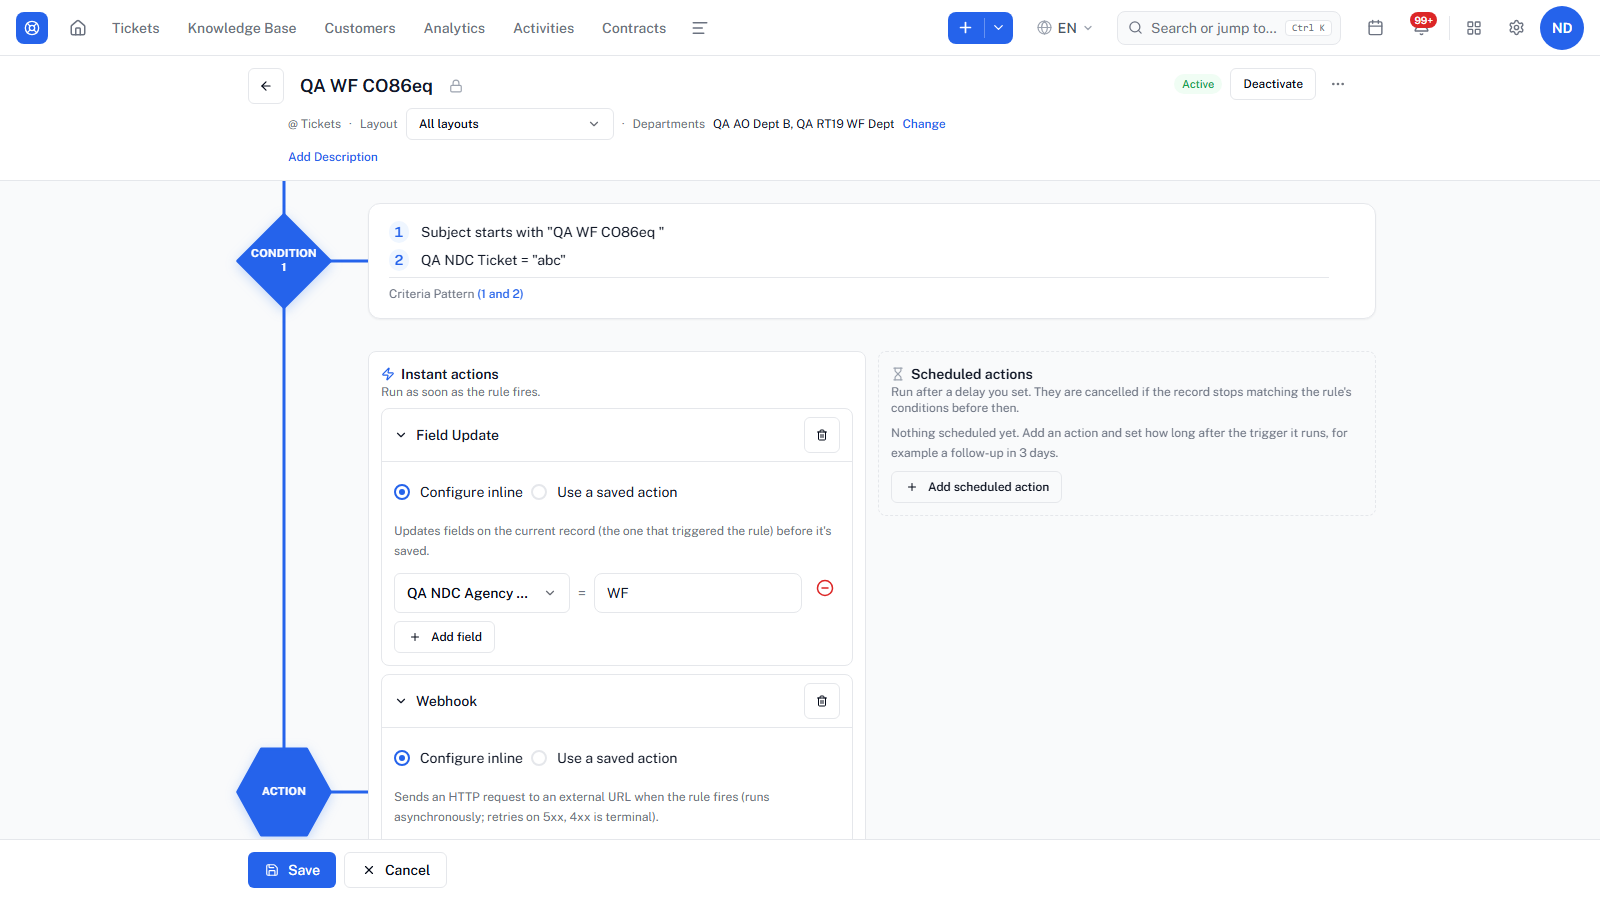 Tickets
Knowledge Base
Customers
Analytics
Activities
Contracts
EN
Search or jump to...
Ctrl K
99+
ND
QA WF CO86eq
Active
Deactivate
@ Tickets · Layout
All layouts
· Departments QA AO Dept B, QA RT19 WF Dept Change
Add Description
CONDITION
1
1 Subject starts with "QA WF CO86eq "
2 QA NDC Ticket = "abc"
Criteria Pattern (1 and 2)
Instant actions
Run as soon as the rule fires.
Field Update
Configure inline
Use a saved action
Updates fields on the current record (the one that triggered the rule) before it's
saved.
QA NDC Agency ...
=
WF
Add field
Webhook
Configure inline
Use a saved action
Sends an HTTP request to an external URL when the rule fires (runs
asynchronously; retries on 5xx, 4xx is terminal).
Scheduled actions
Run after a delay you set. They are cancelled if the record stops matching the rule's
conditions before then.
Nothing scheduled yet. Add an action and set how long after the trigger it runs, for
example a follow-up in 3 days.
Add scheduled action
ACTION
Save
Cancel